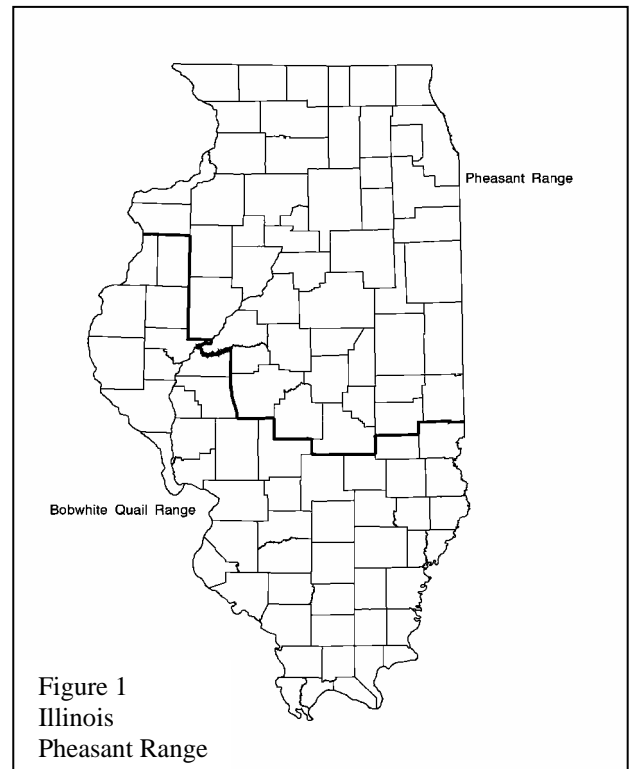 Pheasant Range
Bobwhite Quail Range
Figure 1
Illinois
Pheasant Range